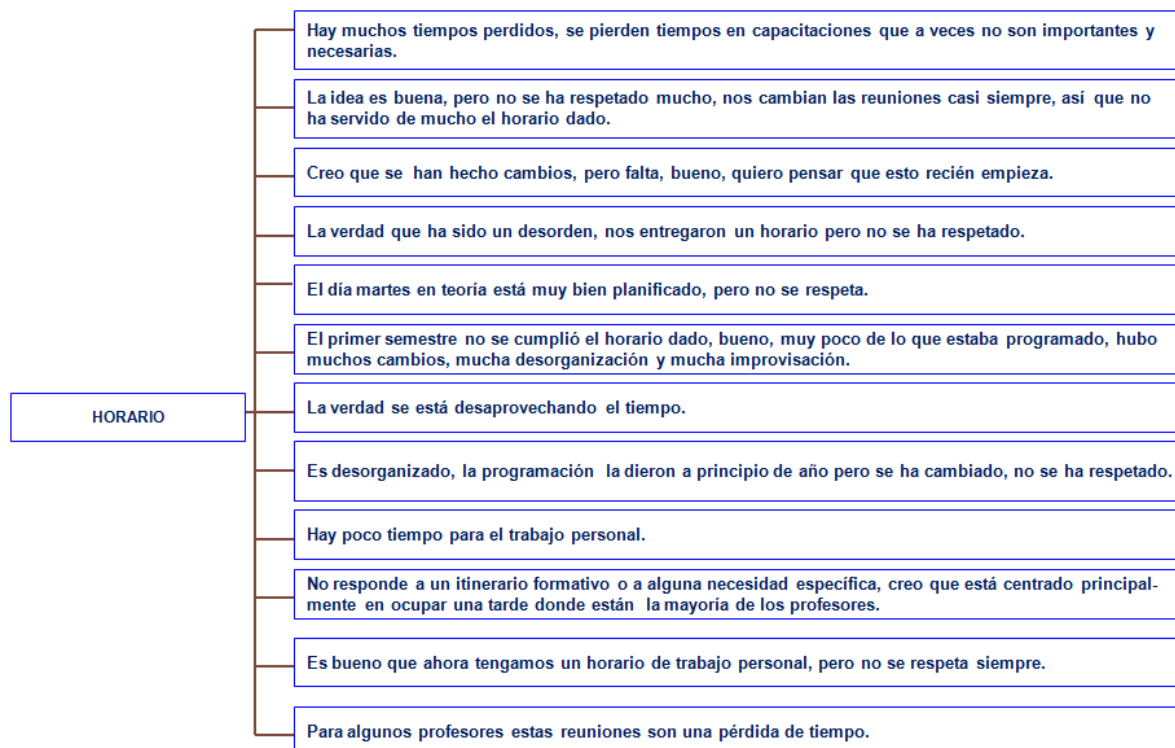 Hay muchos tiempos perdidos, se pierden tiempos en capacitaciones que a veces no son importantes y
necesarias.
La idea es buena, pero no se ha respetado mucho, nos cambian las reuniones casi siempre, así que no
ha servido de mucho el horario dado.
Creo que se han hecho cambios, pero falta, bueno, quiero pensar que esto recién empieza.
La verdad que ha sido un desorden, nos entregaron un horario pero no se ha respetado.
El día martes en teoría está muy bien planificado, pero no se respeta.
El primer semestre no se cumplió el horario dado, bueno, muy poco de lo que estaba programado, hubo
muchos cambios, mucha desorganización y mucha improvisación.
HORARIO
La verdad se está desaprovechando el tiempo.
Es desorganizado, la programación la dieron a principio de año pero se ha cambiado, no se ha respetado.
Hay poco tiempo para el trabajo personal.
No responde a un itinerario formativo o a alguna necesidad específica, creo que está centrado principal-
mente en ocupar una tarde donde están la mayoría de los profesores.
Es bueno que ahora tengamos un horario de trabajo personal, pero no se respeta siempre.
Para algunos profesores estas reuniones son una pérdida de tiempo.